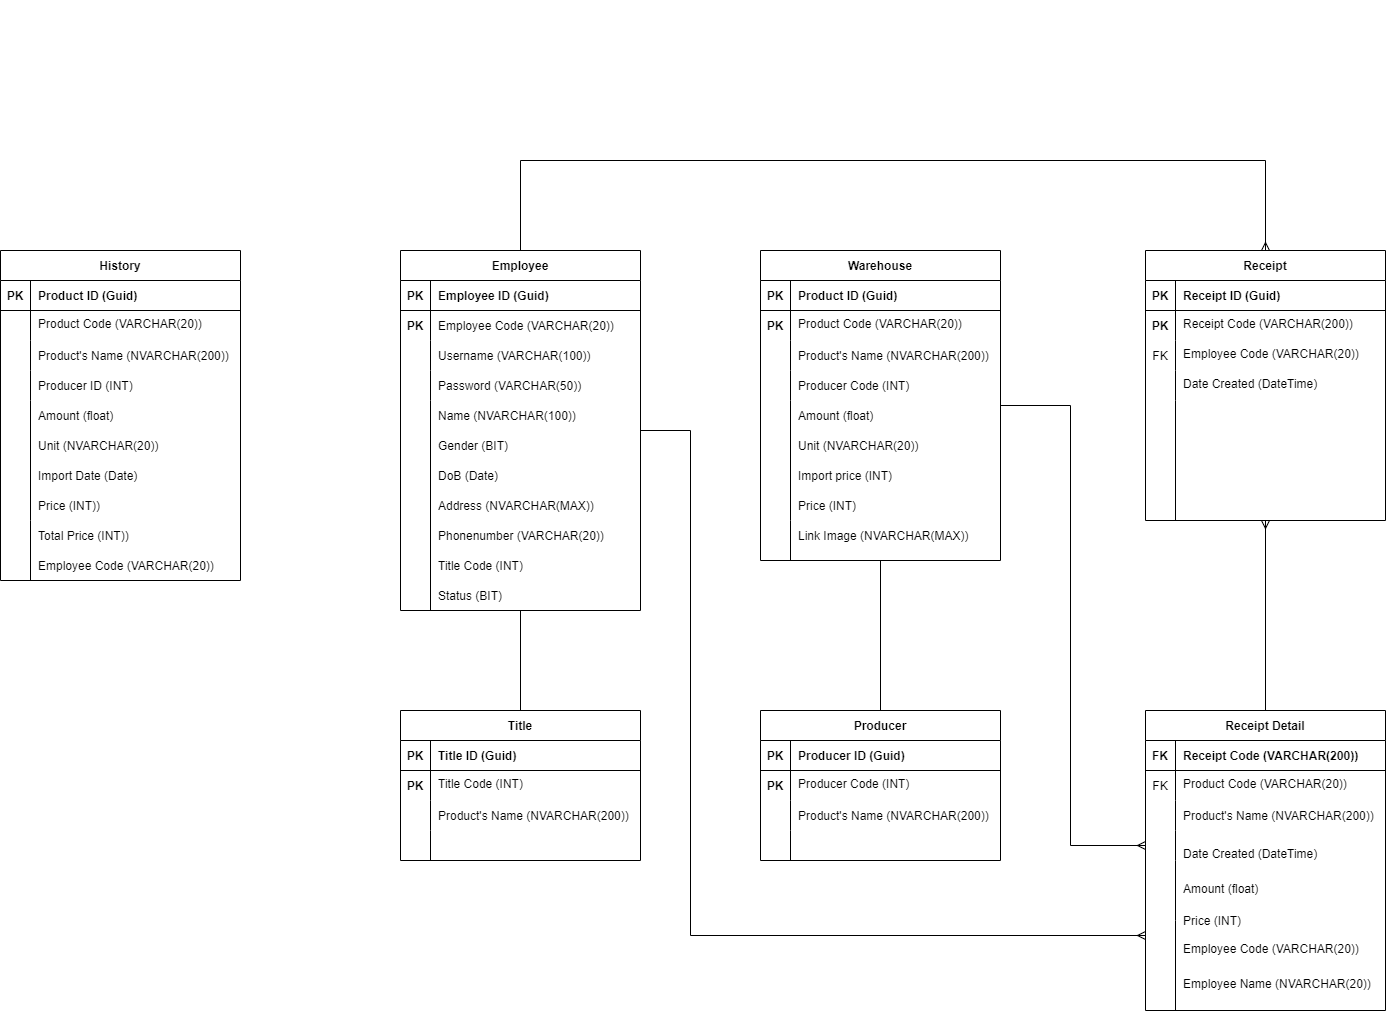 History
PK Product ID (Guid)
Product Code (VARCHAR(20))
Product's Name (NVARCHAR(200))
Producer ID (INT)
Amount (float)
Unit (NVARCHAR(20))
Import Date (Date)
Price (INT))
Total Price (INT))
Employee Code (VARCHAR(20))
Employee
PK Employee ID (Guid)
PK Employee Code (VARCHAR(20))
Username (VARCHAR(100))
Password (VARCHAR(50))
Name (NVARCHAR(100))
Gender (BIT)
DoB (Date)
Address (NVARCHAR(MAX))
Phonenumber (VARCHAR(20))
Title Code (INT)
Status (BIT)
Warehouse
PK Product ID (Guid)
PK Product Code (VARCHAR(20))
Product's Name (NVARCHAR(200))
Producer Code (INT)
Amount (float)
Unit (NVARCHAR(20))
Import price (INT)
Price (INT)
Link Image (NVARCHAR(MAX))
Receipt
PK Receipt ID (Guid)
PK Receipt Code (VARCHAR(200))
FK Employee Code (VARCHAR(20))
Date Created (DateTime)
Title
PK Title ID (Guid)
PK Title Code (INT)
Product's Name (NVARCHAR(200))
Producer
PK Producer ID (Guid)
PK Producer Code (INT)
Product's Name (NVARCHAR(200))
Receipt Detail
FK Receipt Code (VARCHAR(200))
FK Product Code (VARCHAR(20))
Product's Name (NVARCHAR(200))
Date Created (DateTime)
Amount (float)
Price (INT)
Employee Code (VARCHAR(20))
Employee Name (NVARCHAR(20))